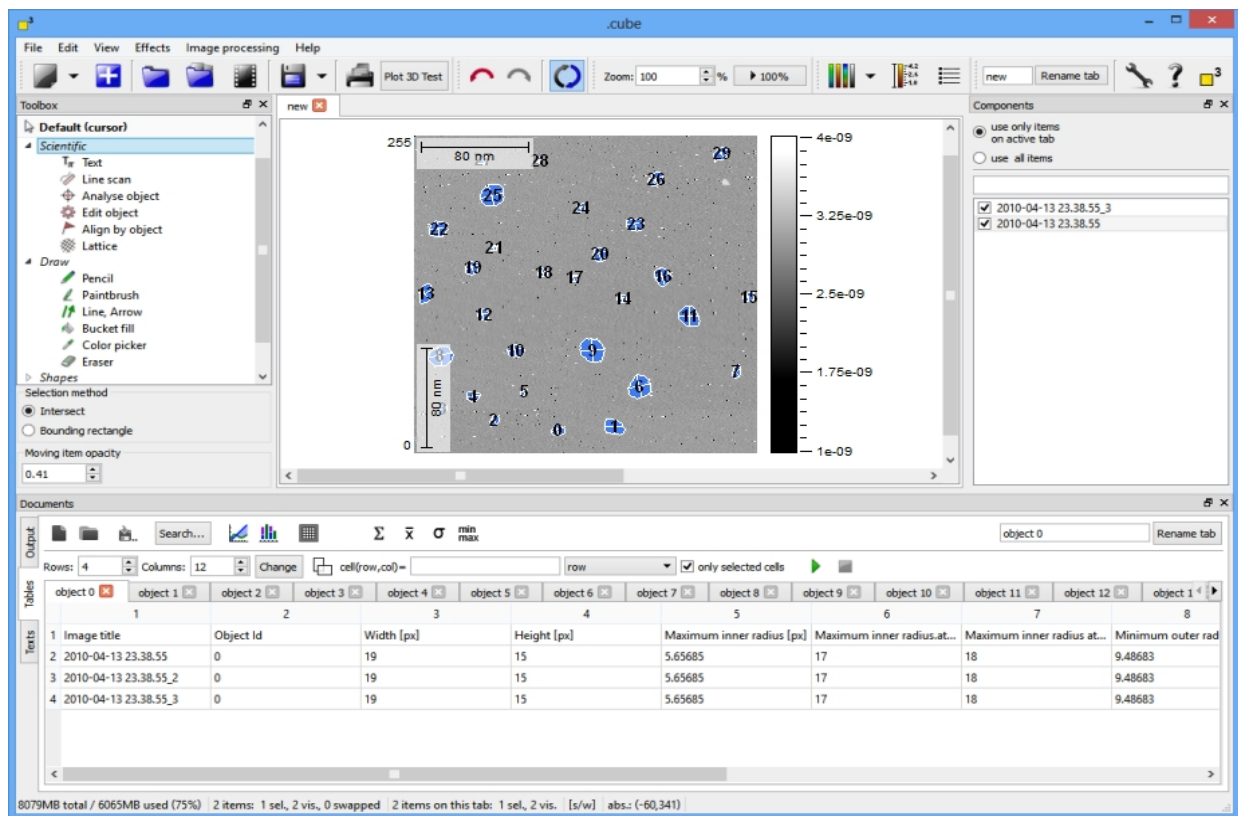 .cube
File Edit View Effects Image processing Help
Plot 3D Test Zoom: 100 % 100% new Rename tab
Toolbox
Default (cursor)
Scientific
Text
Line scan
Analyse object
Edit object
Align by object
Lattice
Draw
Pencil
Paintbrush
Line, Arrow
Bucket fill
Color picker
Eraser
Shapes
Selection method
Intersect
Bounding rectangle
Moving item opacity
0.41
new
255
80 nm
28 29
26
25
24
22 23
21 20
19 18 17 16
13 14 15
12 11
10 9
8 7
6
4 5
2
0 1
80 nm
0
4e-09
3.25e-09
2.5e-09
1.75e-09
1e-09
Components
use only items
on active tab
use all items
2010-04-13 23.38.55_3
2010-04-13 23.38.55
Documents
Output
Tables
Texts
Search... Σ x̄ σ min max object 0 Rename tab
Rows: 4 Columns: 12 Change cell(row,col)= row only selected cells
object 0 object 1 object 2 object 3 object 4 object 5 object 6 object 7 object 8 object 9 object 10 object 11 object 12 object 1
1 2 3 4 5 6 7 8
1 Image title Object Id Width [px] Height [px] Maximum inner radius [px] Maximum inner radius.at... Maximum inner radius at... Minimum outer rad
2 2010-04-13 23.38.55 0 19 15 5.65685 17 18 9.48683
3 2010-04-13 23.38.55_2 0 19 15 5.65685 17 18 9.48683
4 2010-04-13 23.38.55_3 0 19 15 5.65685 17 18 9.48683
8079MB total / 6065MB used (75%) 2 items: 1 sel., 2 vis., 0 swapped 2 items on this tab: 1 sel., 2 vis. [s/w] abs.: (-60,341)